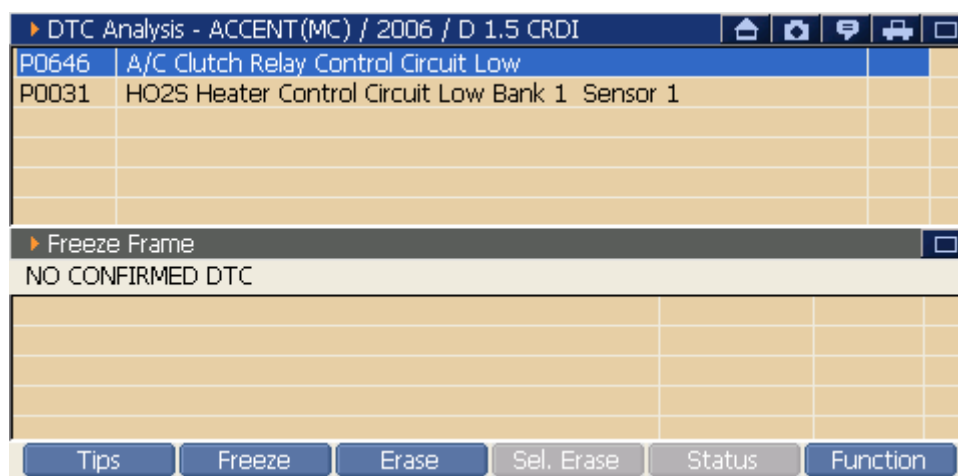 DTC Analysis - ACCENT(MC) / 2006 / D 1.5 CRDI
P0646 A/C Clutch Relay Control Circuit Low
P0031 HO2S Heater Control Circuit Low Bank 1 Sensor 1
Freeze Frame
NO CONFIRMED DTC
Tips Freeze Erase Sel. Erase Status Function